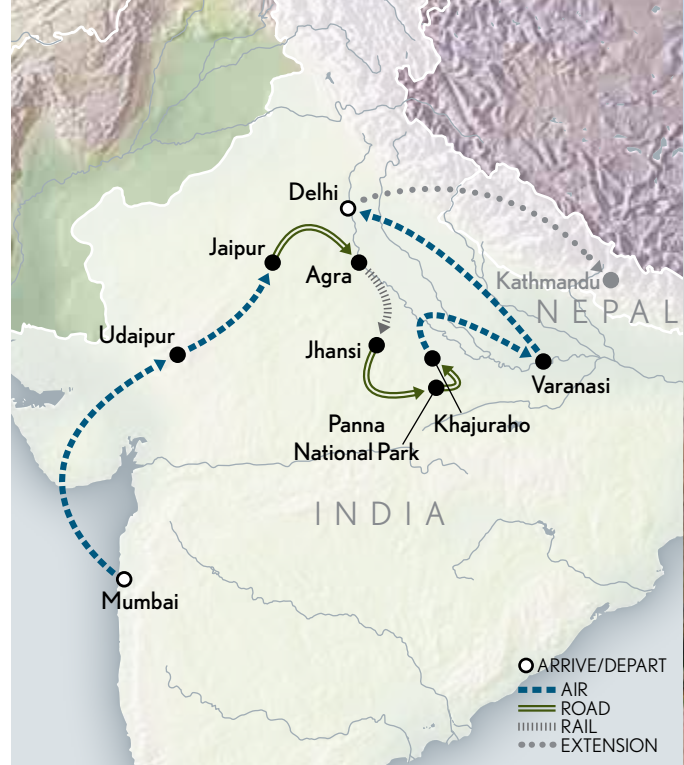 Delhi
Jaipur
Agra
Kathmandu
NEPAL
Udaipur
Jhansi
Varanasi
Panna
National Park
Khajuraho
INDIA
Mumbai
ARRIVE/DEPART
AIR
ROAD
RAIL
EXTENSION